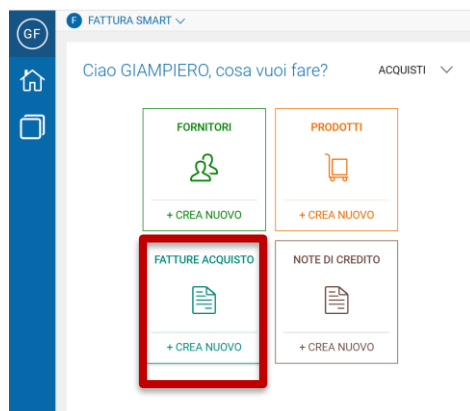 GF
F FATTURA SMART
Ciao GIAMPIERO, cosa vuoi fare?
ACQUISTI
FORNITORI
+ CREA NUOVO
PRODOTTI
+ CREA NUOVO
FATTURE ACQUISTO
+ CREA NUOVO
NOTE DI CREDITO
+ CREA NUOVO